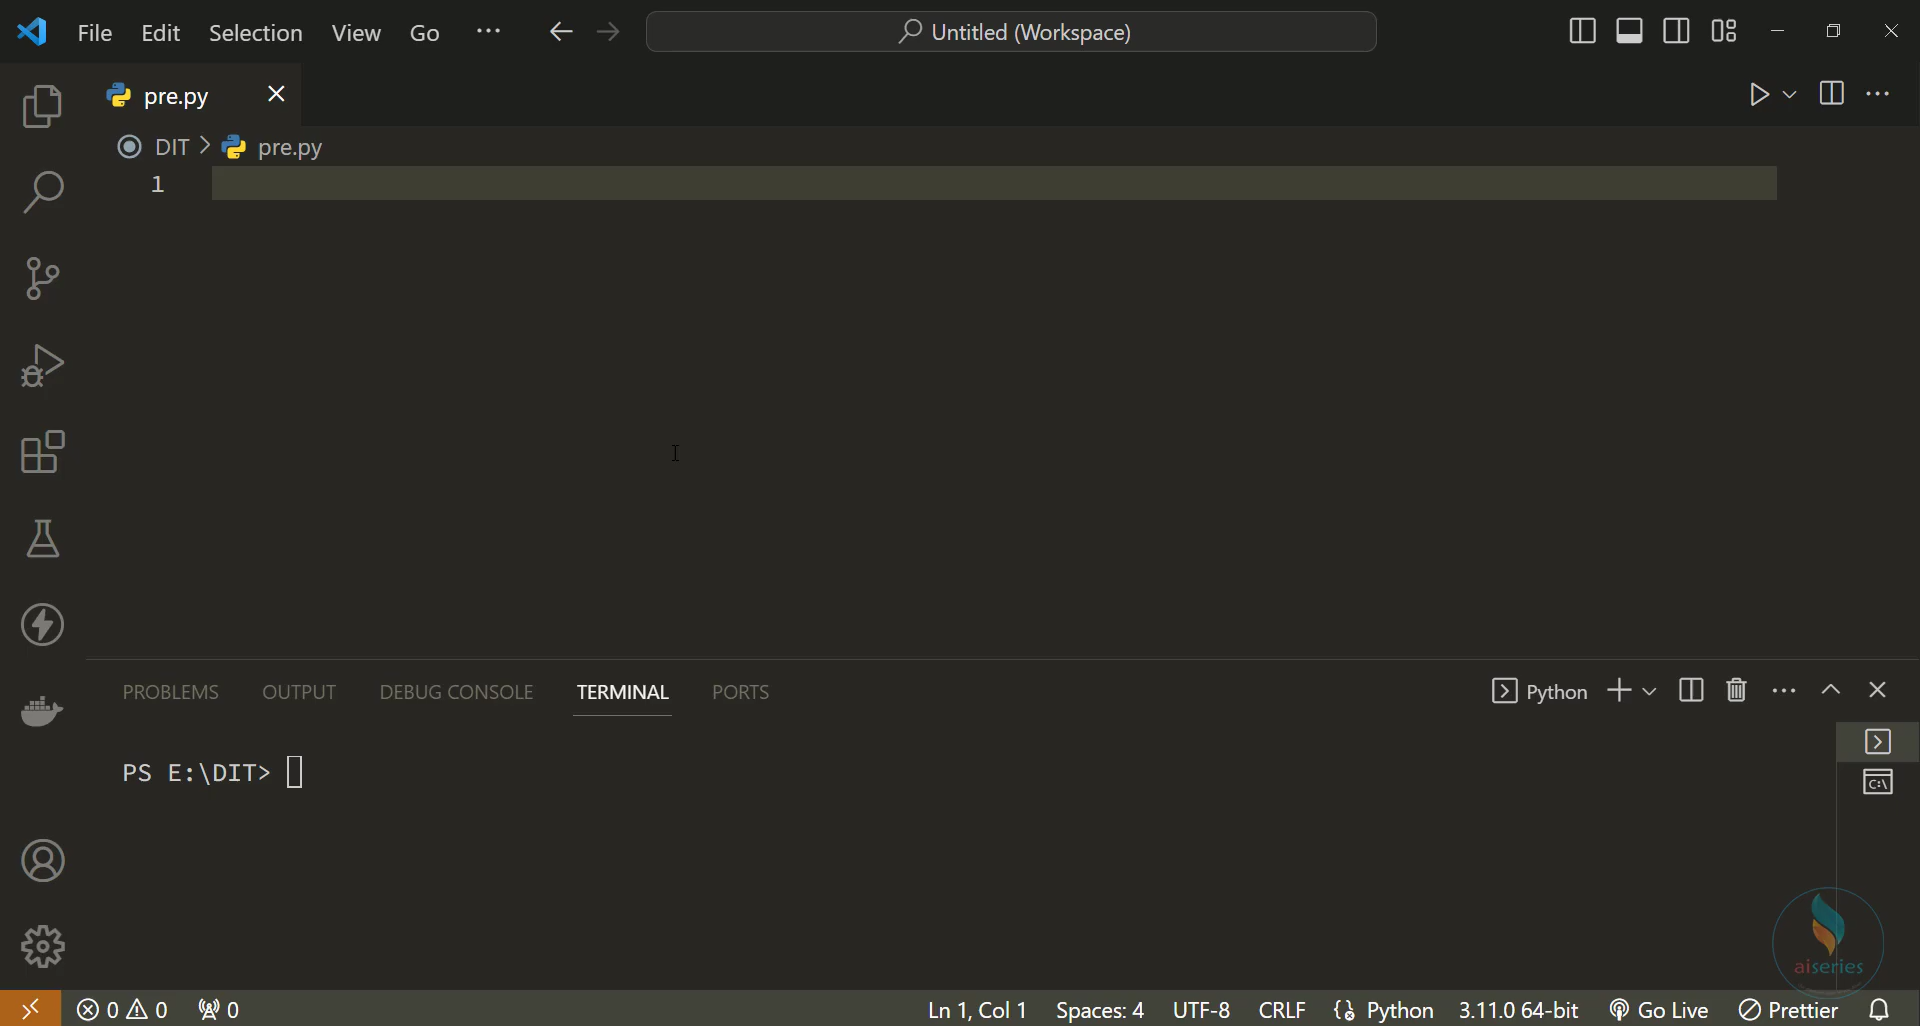 File Edit Selection View Go ··· Untitled (Workspace)
pre.py
DIT > pre.py
1
PROBLEMS OUTPUT DEBUG CONSOLE TERMINAL PORTS Python
PS E:\DIT>
C:\
aiseries
0 0 0 Ln 1, Col 1 Spaces: 4 UTF-8 CRLF Python 3.11.0 64-bit Go Live Prettier